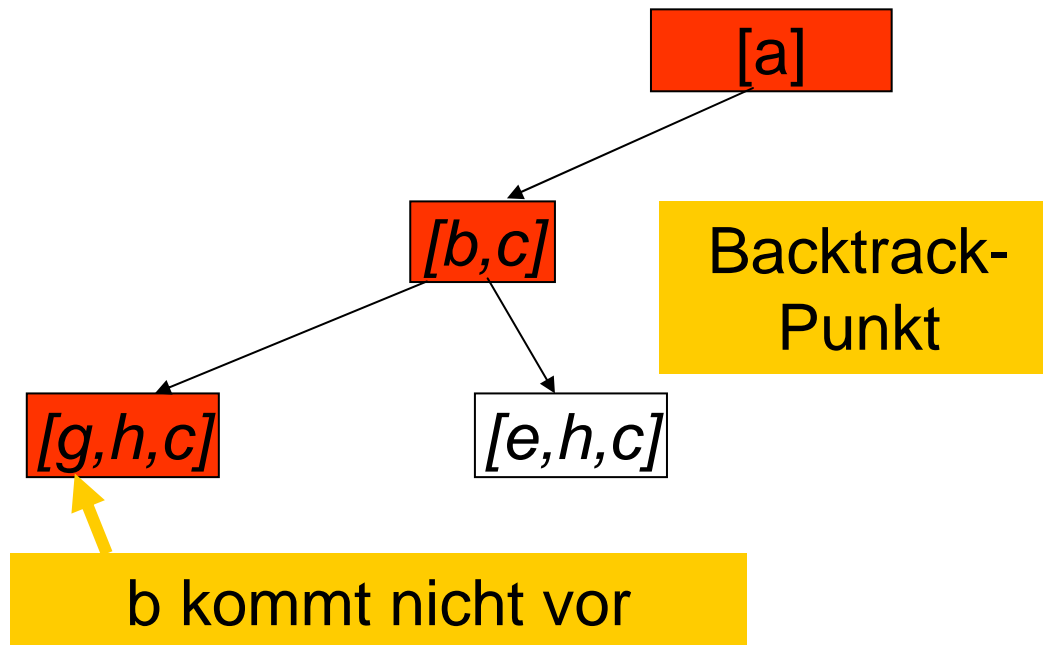 [a]
[b,c]
Backtrack-
Punkt
[g,h,c]
[e,h,c]
b kommt nicht vor